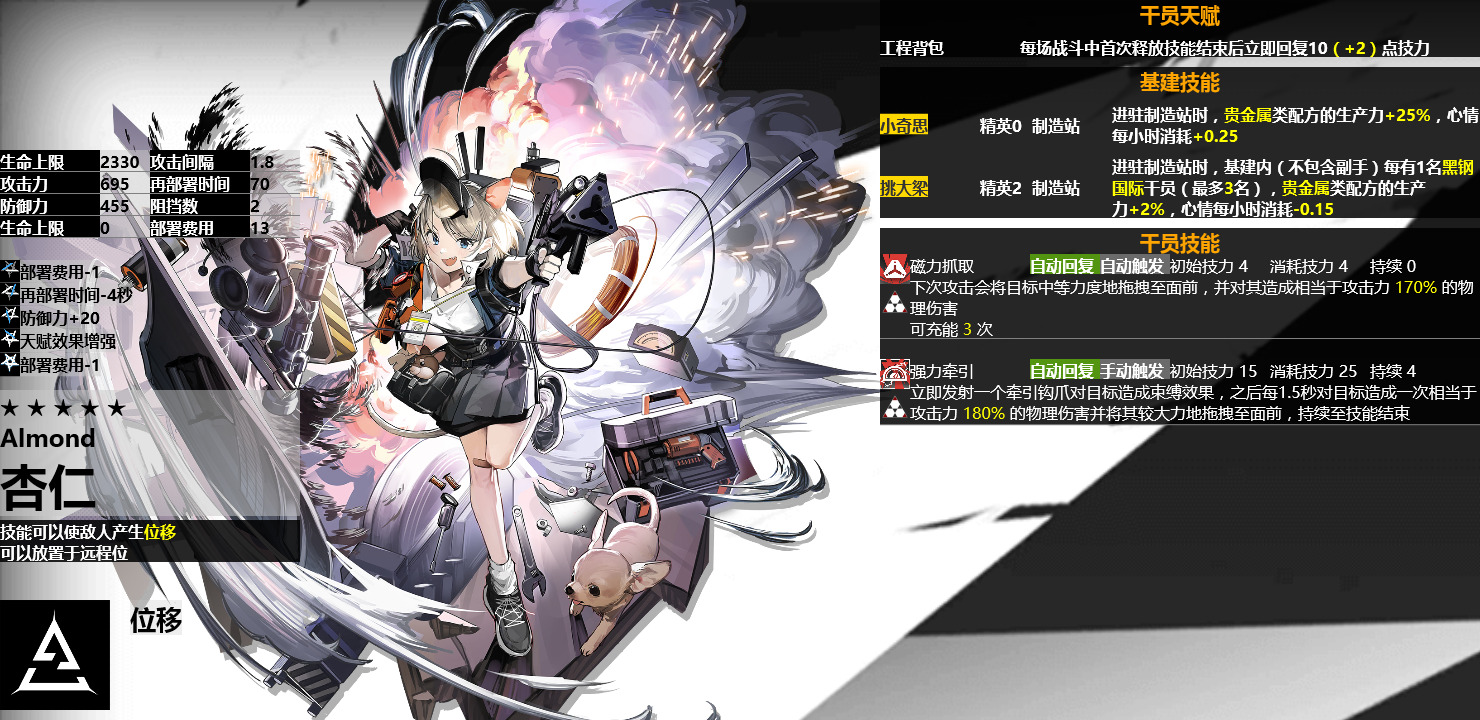 生命上限 2330 攻击间隔 1.8
攻击力 695 再部署时间 70
防御力 455 阻挡数 2
生命上限 0 部署费用 13
部署费用-1
再部署时间-4秒
防御力+20
天赋效果增强
部署费用-1
★ ★ ★ ★ ★
Almond
杏仁
技能可以使敌人产生位移
可以放置于远程位
位移
干员天赋
工程背包 每场战斗中首次释放技能结束后立即回复10（+2）点技力
基建技能
小奇思 精英0 制造站 进驻制造站时，贵金属类配方的生产力+25%，心情
每小时消耗+0.25
挑大梁 精英2 制造站 进驻制造站时，基建内（不包含副手）每有1名黑钢
国际干员（最多3名），贵金属类配方的生产
力+2%，心情每小时消耗-0.15
干员技能
磁力抓取 自动回复 自动触发 初始技力 4 消耗技力 4 持续 0
下次攻击会将目标中等力度地拖拽至面前，并对其造成相当于攻击力 170% 的物
理伤害
可充能 3 次
强力牵引 自动回复 手动触发 初始技力 15 消耗技力 25 持续 4
立即发射一个牵引钩爪对目标造成束缚效果，之后每1.5秒对目标造成一次相当于
攻击力 180% 的物理伤害并将其较大力地拖拽至面前，持续至技能结束